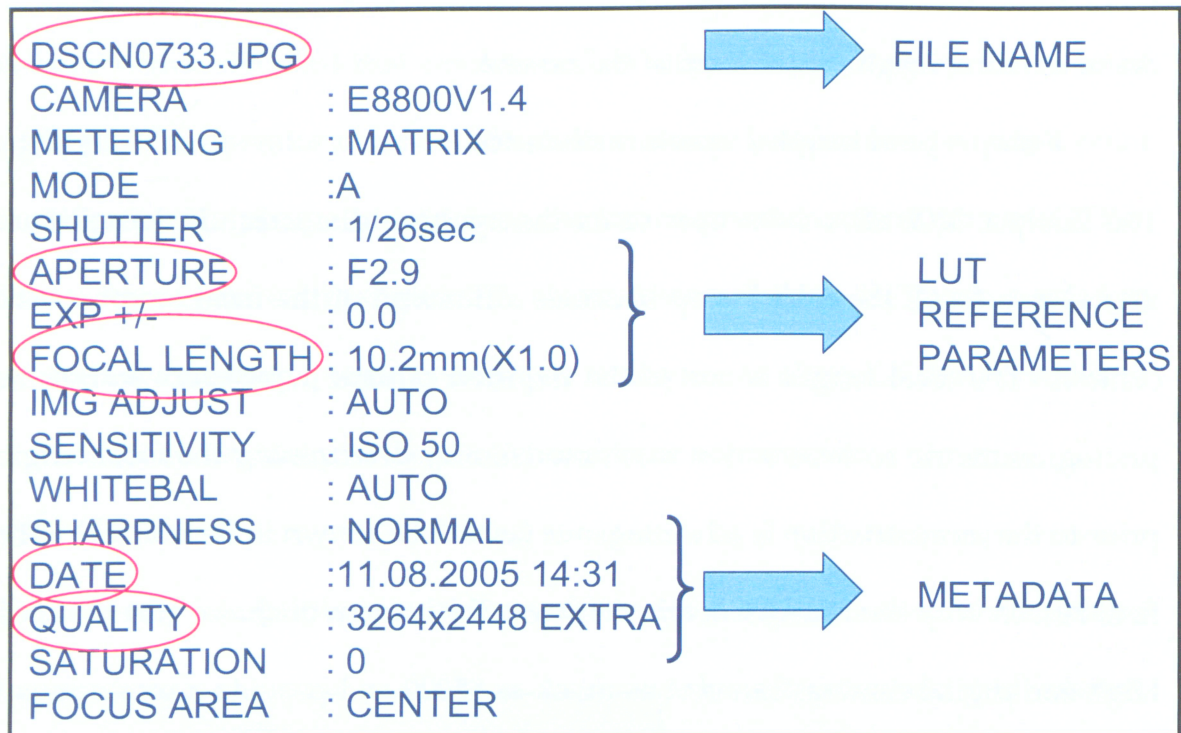 DSCN0733.JPG
FILE NAME
CAMERA : E8800V1.4
METERING : MATRIX
MODE :A
SHUTTER : 1/26sec
APERTURE : F2.9
EXP +/- : 0.0
FOCAL LENGTH : 10.2mm(X1.0)
LUT
REFERENCE
PARAMETERS
IMG ADJUST : AUTO
SENSITIVITY : ISO 50
WHITEBAL : AUTO
SHARPNESS : NORMAL
DATE :11.08.2005 14:31
QUALITY : 3264x2448 EXTRA
METADATA
SATURATION : 0
FOCUS AREA : CENTER